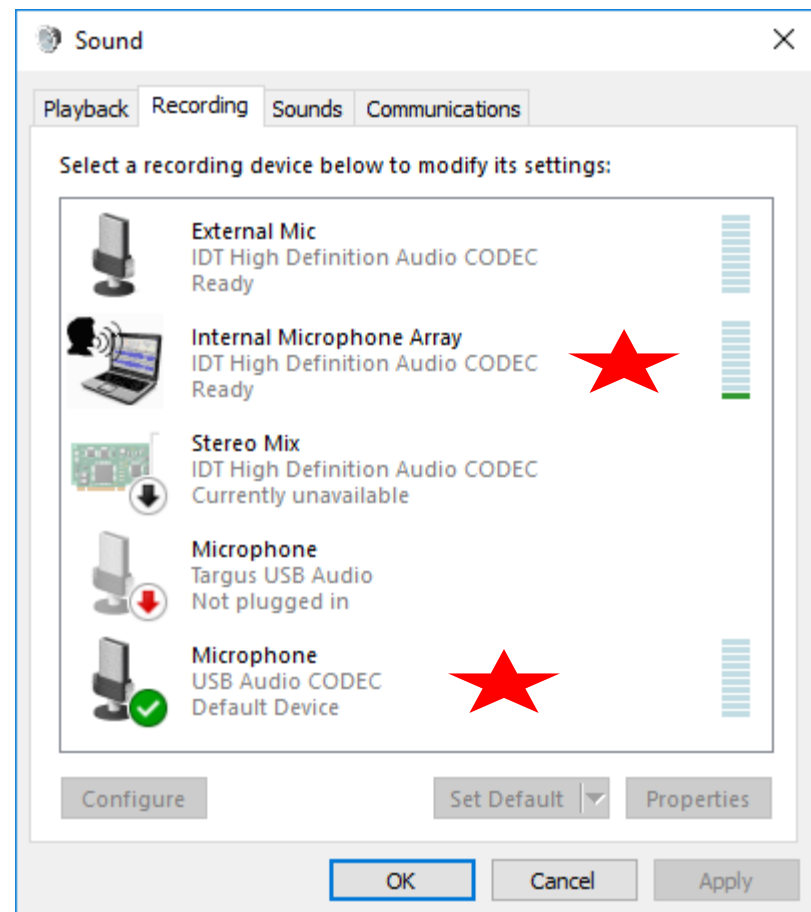 Sound
Playback Recording Sounds Communications
Select a recording device below to modify its settings:
External Mic
IDT High Definition Audio CODEC
Ready
Internal Microphone Array
IDT High Definition Audio CODEC
Ready
Stereo Mix
IDT High Definition Audio CODEC
Currently unavailable
Microphone
Targus USB Audio
Not plugged in
Microphone
USB Audio CODEC
Default Device
Configure Set Default Properties
OK Cancel Apply